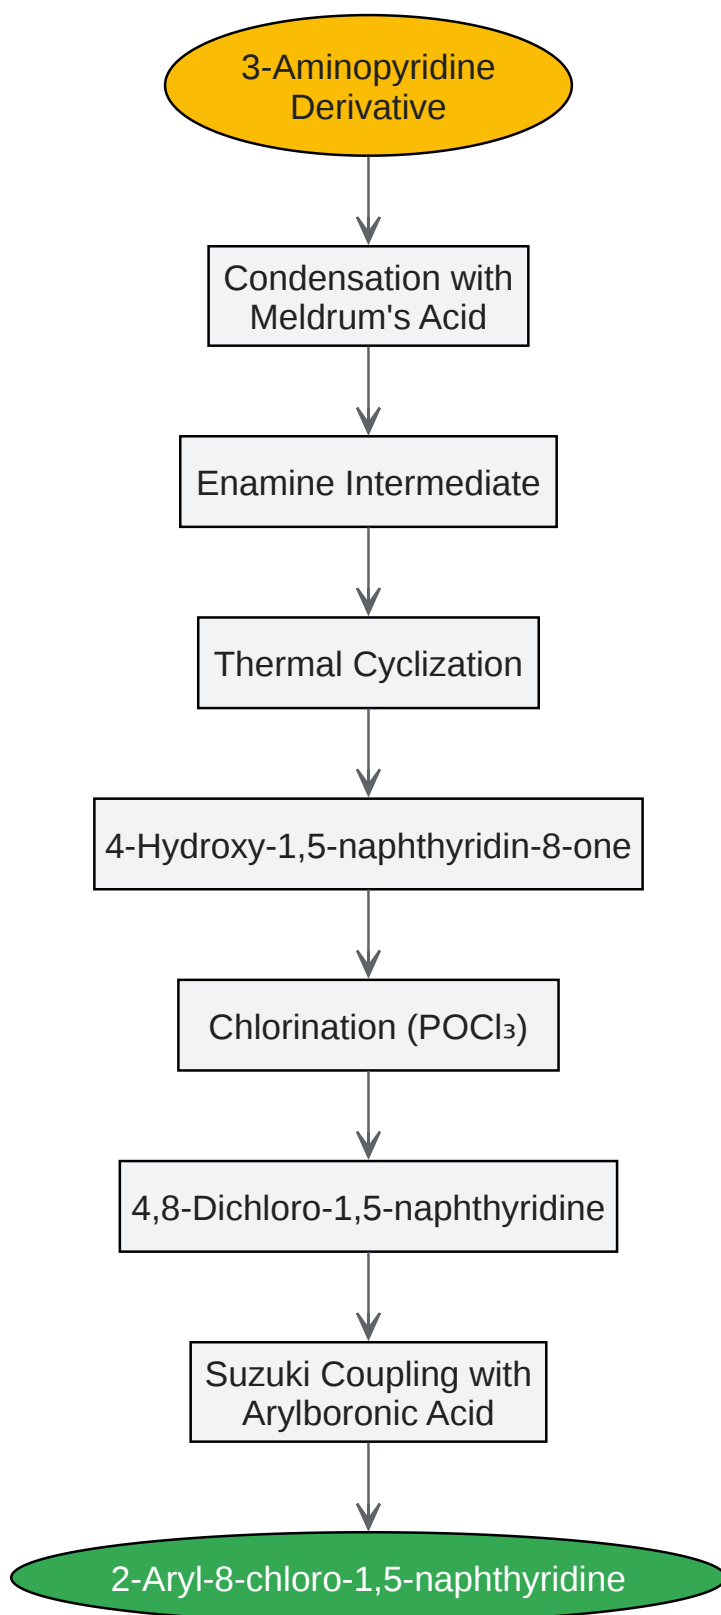 3-Aminopyridine
Derivative
Condensation with
Meldrum's Acid
Enamine Intermediate
Thermal Cyclization
4-Hydroxy-1,5-naphthyridin-8-one
Chlorination (POCl₃)
4,8-Dichloro-1,5-naphthyridine
Suzuki Coupling with
Arylboronic Acid
2-Aryl-8-chloro-1,5-naphthyridine